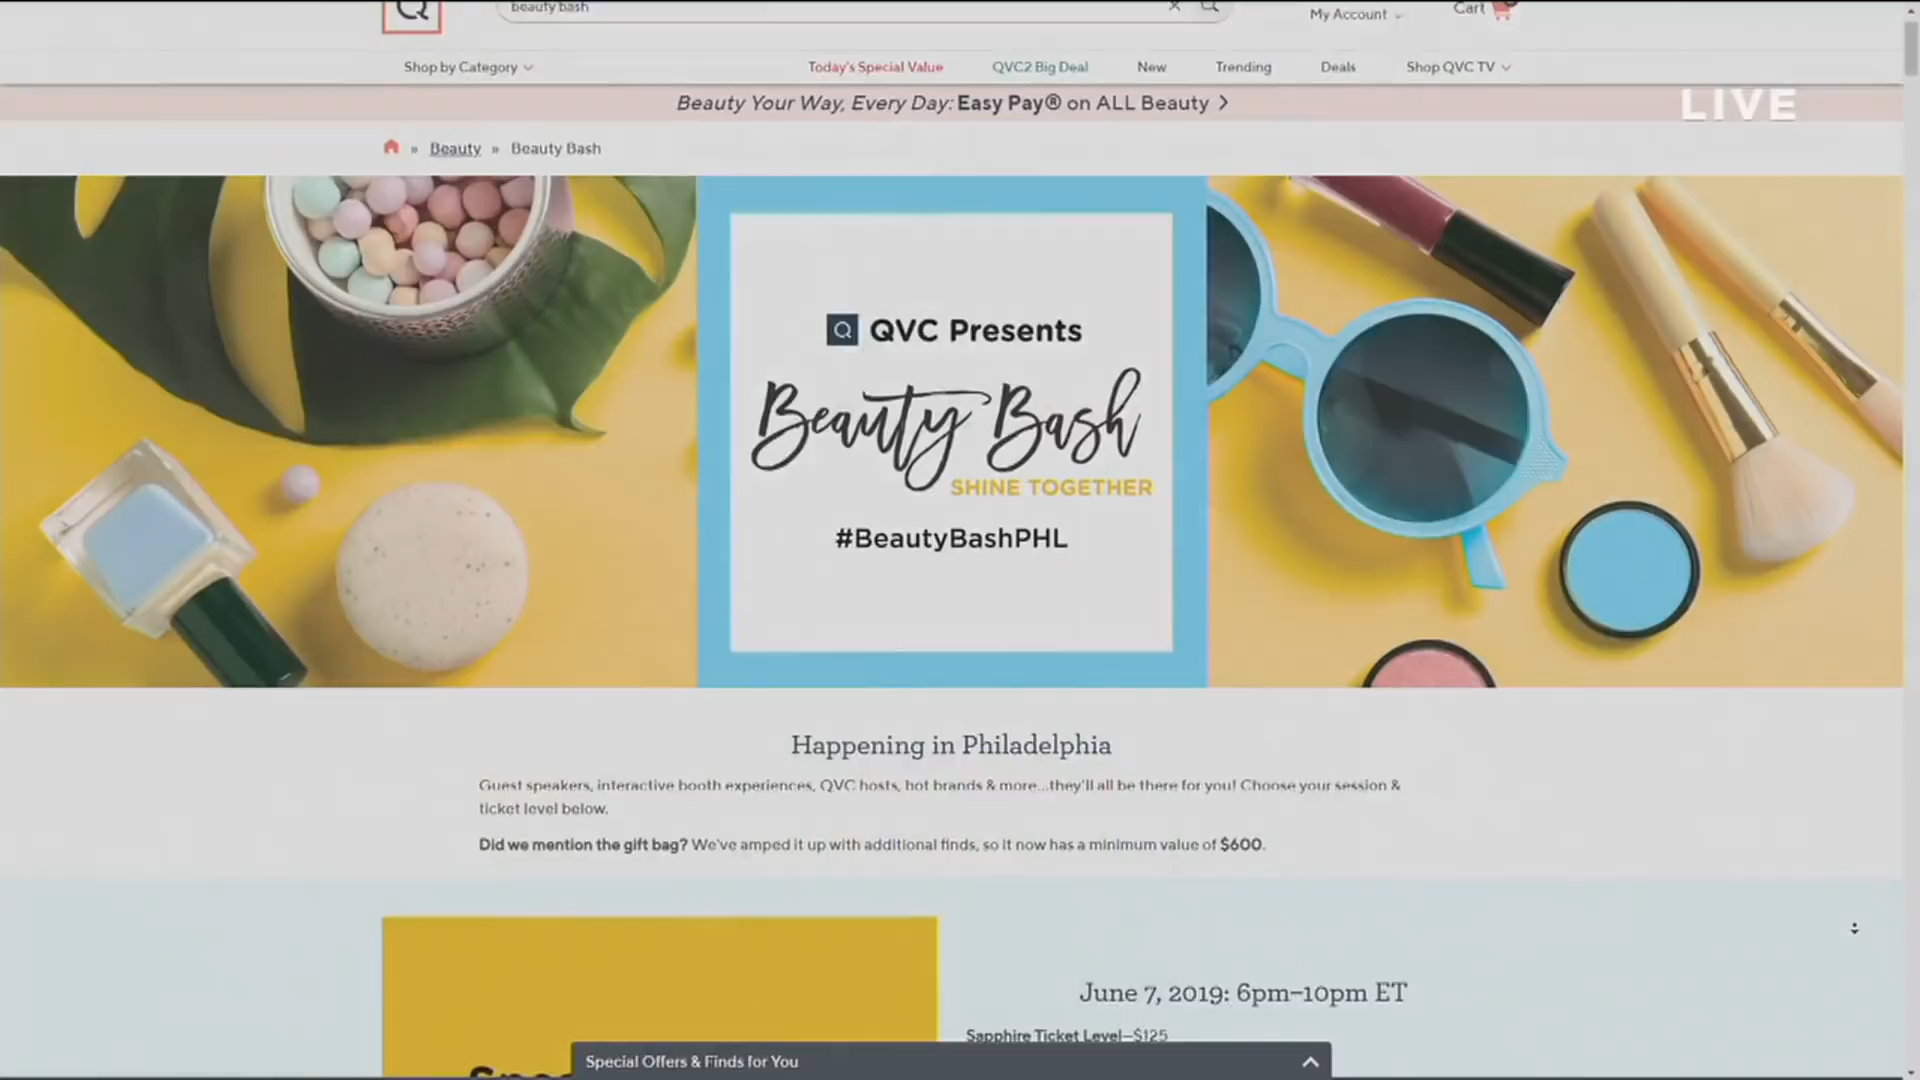 beauty bash
My Account
Cart
Shop by Category
Today's Special Value
QVC2 Big Deal
New
Trending
Deals
Shop QVC TV
Beauty Your Way, Every Day: Easy Pay® on ALL Beauty
LIVE
» Beauty » Beauty Bash
Q QVC Presents
Beauty Bash
SHINE TOGETHER
#BeautyBashPHL
Happening in Philadelphia
Guest speakers, interactive booth experiences, QVC hosts, hot brands & more...they'll all be there for you! Choose your session &
ticket level below.
Did we mention the gift bag? We've amped it up with additional finds, so it now has a minimum value of $600.
June 7, 2019: 6pm–10pm ET
Sapphire Ticket Level–$125
Special Offers & Finds for You